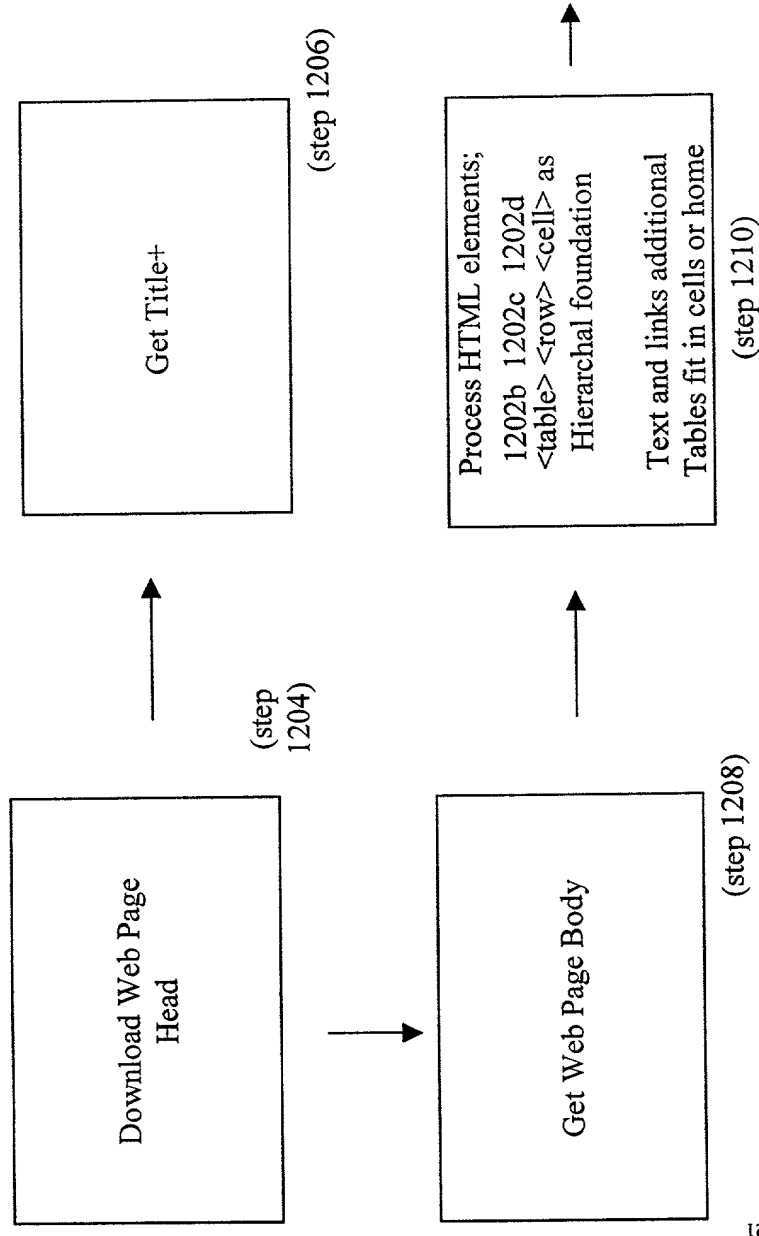 Download Web Page
Head
(step
1204)
Get Title+
(step 1206)
Get Web Page Body
(step 1208)
Process HTML elements;
1202b 1202c 1202d
<table> <row> <cell> as
Hierarchal foundation
Text and links additional
Tables fit in cells or home
(step 1210)